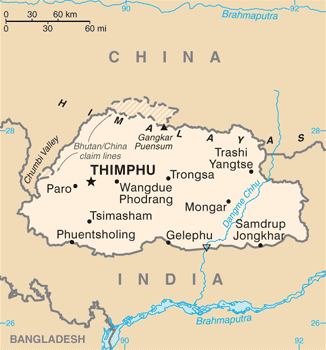 0 30 60 km
0 30 60 mi
90
92
Brahmaputra
CHINA
HIMALAYAS
Gangkar
Puensum
28
28
Chumbi Valley
Bhutan/China
claim lines
Trashi
Yangtse
THIMPHU
Trongsa
Paro
Wangdue
Phodrang
Dangme Chhu
Mongar
Tsimasham
Samdrup
Jongkhar
Phuentsholing
Gelephu
INDIA
26
26
Brahmaputra
BANGLADESH
90
92